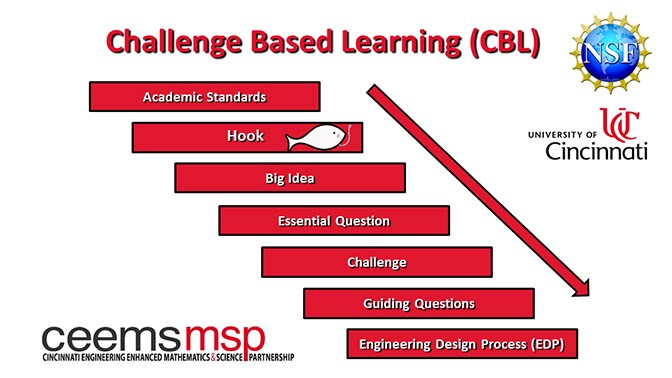 Challenge Based Learning (CBL)
NSF
Academic Standards
Hook
UC
UNIVERSITY OF
Cincinnati
Big Idea
Essential Question
Challenge
Guiding Questions
Engineering Design Process (EDP)
ceemsmsp
CINCINNATI ENGINEERING ENHANCED MATHEMATICS & SCIENCE PARTNERSHIP